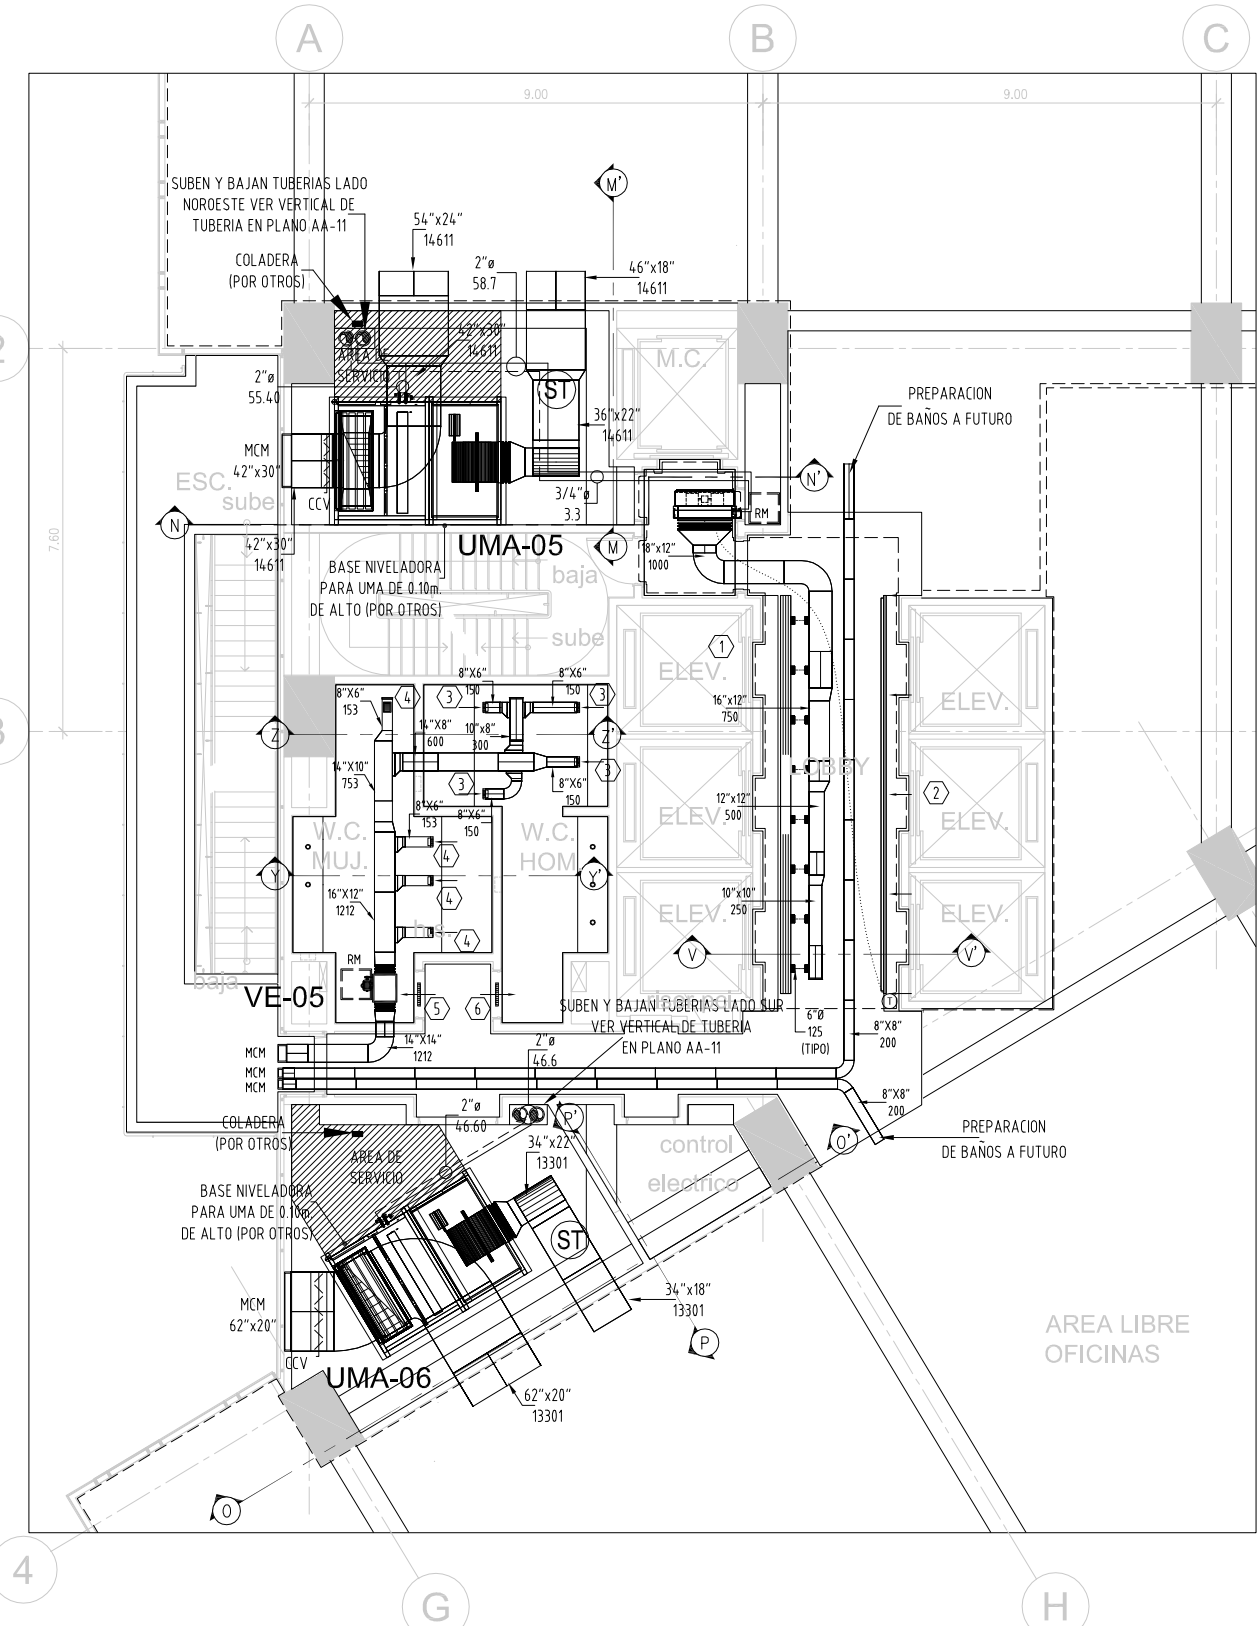 A
B
C
9.00
9.00
M'
SUBEN Y BAJAN TUBERIAS LADO
NOROESTE VER VERTICAL DE
TUBERIA EN PLANO AA-11
54"x24"
14611
COLADERA
(POR OTROS)
2"ø
58.7
46"x18"
14611
2
42"x30"
14611
AREA DE
SERVICIO
M.C.
2"ø
55.40
ST
PREPARACION
DE BAÑOS A FUTURO
36"x22"
14611
MCM
42"x30"
ESC.
sube
CCV
3/4"ø
3.3
N'
RM
N
7.60
42"x30"
14611
UMA-05
M
18"x12"
1000
BASE NIVELADORA
PARA UMA DE 0.10m.
DE ALTO (POR OTROS)
baja
sube
1
ELEV.
8"X6"
153
4
3
8"X6"
150
8"X6"
150
3
ELEV.
16"x12"
750
3
Z
14"X8"
600
10"x8"
300
Z'
14"X10"
753
3
3
LOBBY
8"X6"
150
2
8"X6"
153
8"X6"
150
12"x12"
500
ELEV.
ELEV.
W.C.
MUJ.
W.C.
HOM
4
Y
Y'
16"X12"
1212
4
10"x10"
250
ELEV.
ELEV.
4
V
V'
RM
baja
VE-05
5
6
T
SUBEN Y BAJAN TUBERIAS LADO SUR
VER VERTICAL DE TUBERIA
EN PLANO AA-11
6"Ø
125
(TIPO)
8"X8"
200
MCM
14"X14"
1212
2"ø
46.6
MCM
MCM
8"X8"
200
COLADERA
(POR OTROS)
2"ø
46.60
P'
PREPARACION
DE BAÑOS A FUTURO
34"x22"
13301
O'
control
electrico
AREA DE
SERVICIO
BASE NIVELADORA
PARA UMA DE 0.10m.
DE ALTO (POR OTROS)
ST
MCM
62"x20"
34"x18"
13301
P
AREA LIBRE
OFICINAS
CCV
UMA-06
62"x20"
13301
O
4
G
H